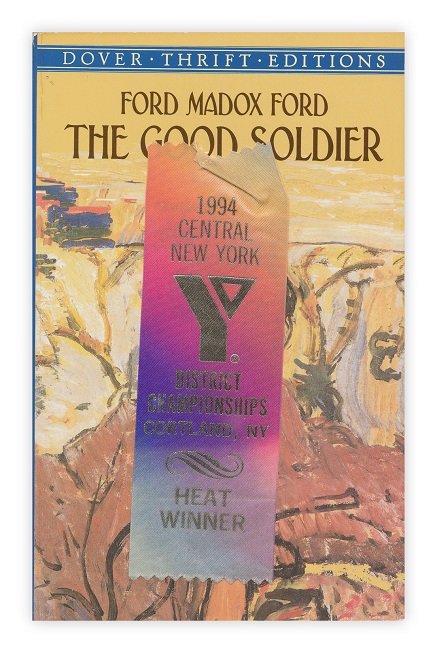 DOVER · THRIFT · EDITIONS
FORD MADOX FORD
THE GOOD SOLDIER
1994
CENTRAL
NEW YORK
Y®
DISTRICT
CHAMPIONSHIPS
CORTLAND, NY
HEAT
WINNER